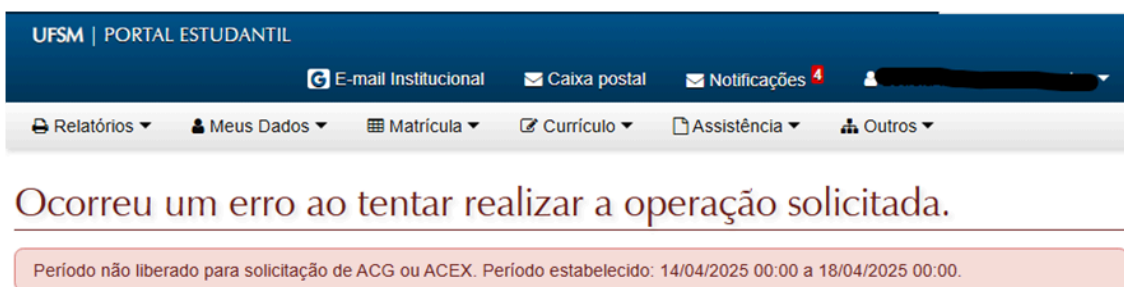 UFSM | PORTAL ESTUDANTIL
E-mail Institucional Caixa postal Notificações 4
Relatórios Meus Dados Matrícula Currículo Assistência Outros
Ocorreu um erro ao tentar realizar a operação solicitada.
Período não liberado para solicitação de ACG ou ACEX. Período estabelecido: 14/04/2025 00:00 a 18/04/2025 00:00.